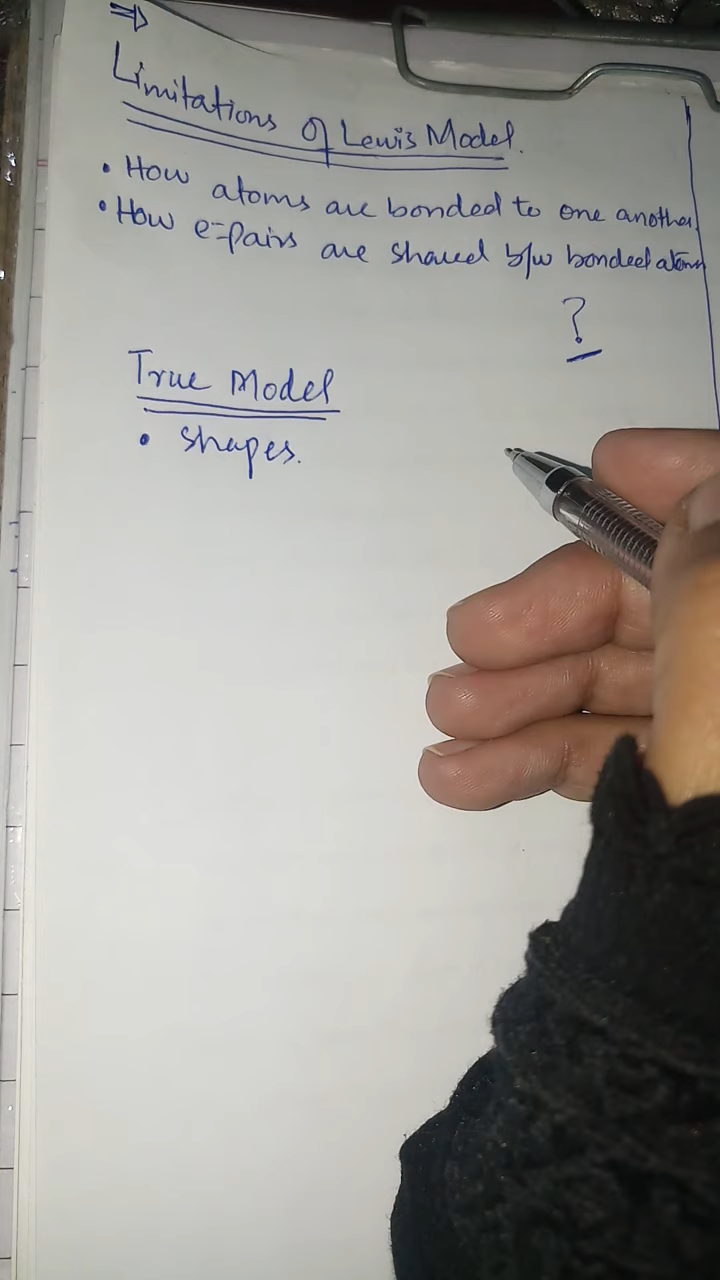 ⇒
Limitations of Lewis Model.
• How atoms are bonded to one another
• How e-pairs are shared b/w bonded atoms
?
True Model
• shapes.